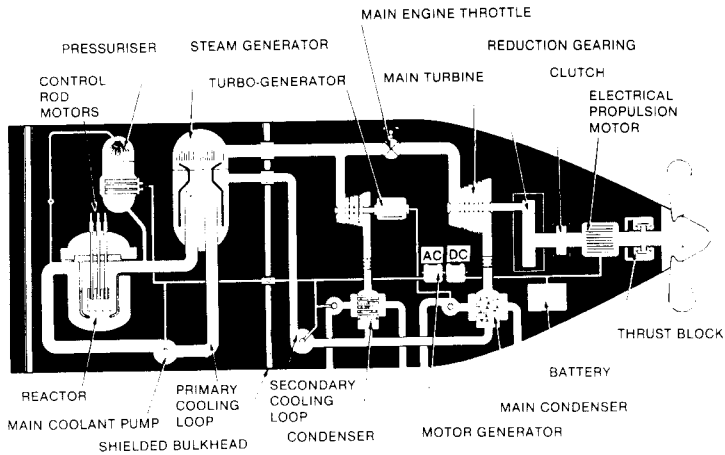 MAIN ENGINE THROTTLE
PRESSURISER
STEAM GENERATOR
REDUCTION GEARING
CONTROL
ROD
MOTORS
TURBO-GENERATOR
MAIN TURBINE
CLUTCH
ELECTRICAL
PROPULSION
MOTOR
AC DC
THRUST BLOCK
REACTOR
MAIN COOLANT PUMP
PRIMARY
COOLING
LOOP
SHIELDED BULKHEAD
SECONDARY
COOLING
LOOP
CONDENSER
BATTERY
MAIN CONDENSER
MOTOR GENERATOR